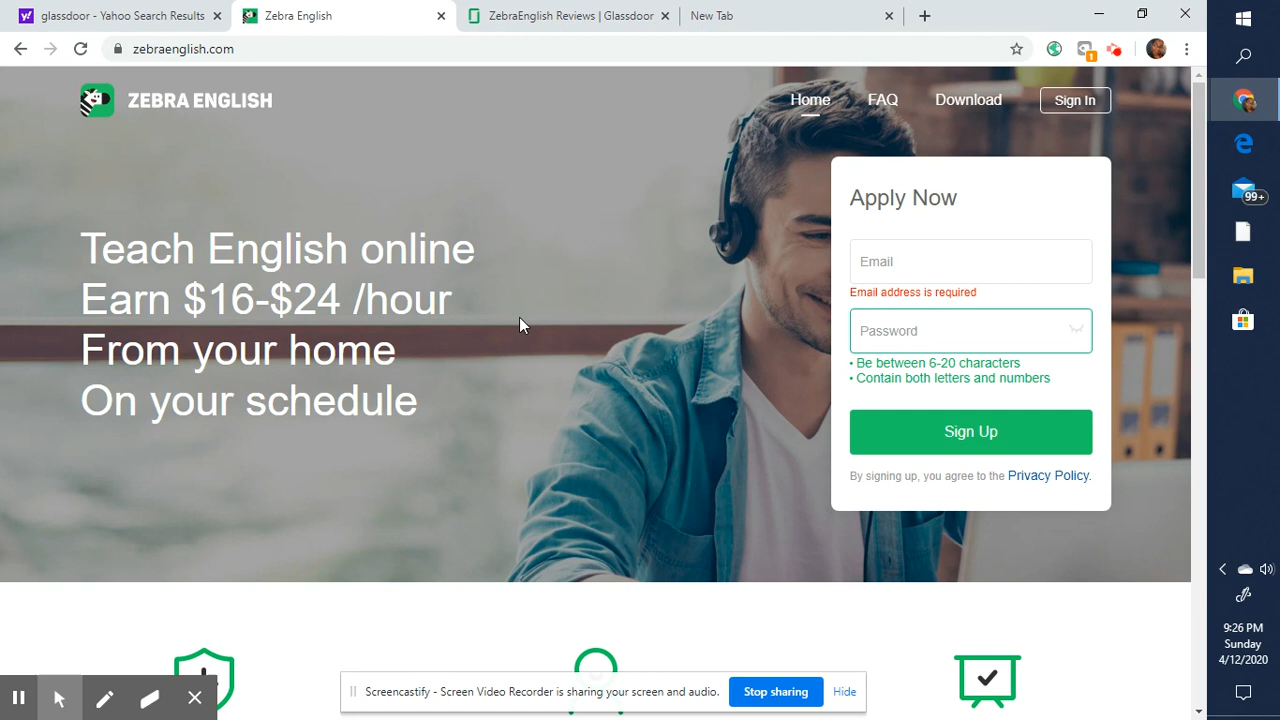 glassdoor - Yahoo Search Results
Zebra English
ZebraEnglish Reviews | Glassdoor
New Tab
zebraenglish.com
1
ZEBRA ENGLISH
Home
FAQ
Download
Sign In
Teach English online
Earn $16-$24 /hour
From your home
On your schedule
Apply Now
Email
Email address is required
Password
• Be between 6-20 characters
• Contain both letters and numbers
Sign Up
By signing up, you agree to the Privacy Policy.
Screencastify - Screen Video Recorder is sharing your screen and audio.
Stop sharing
Hide
99+
9:26 PM
Sunday
4/12/2020